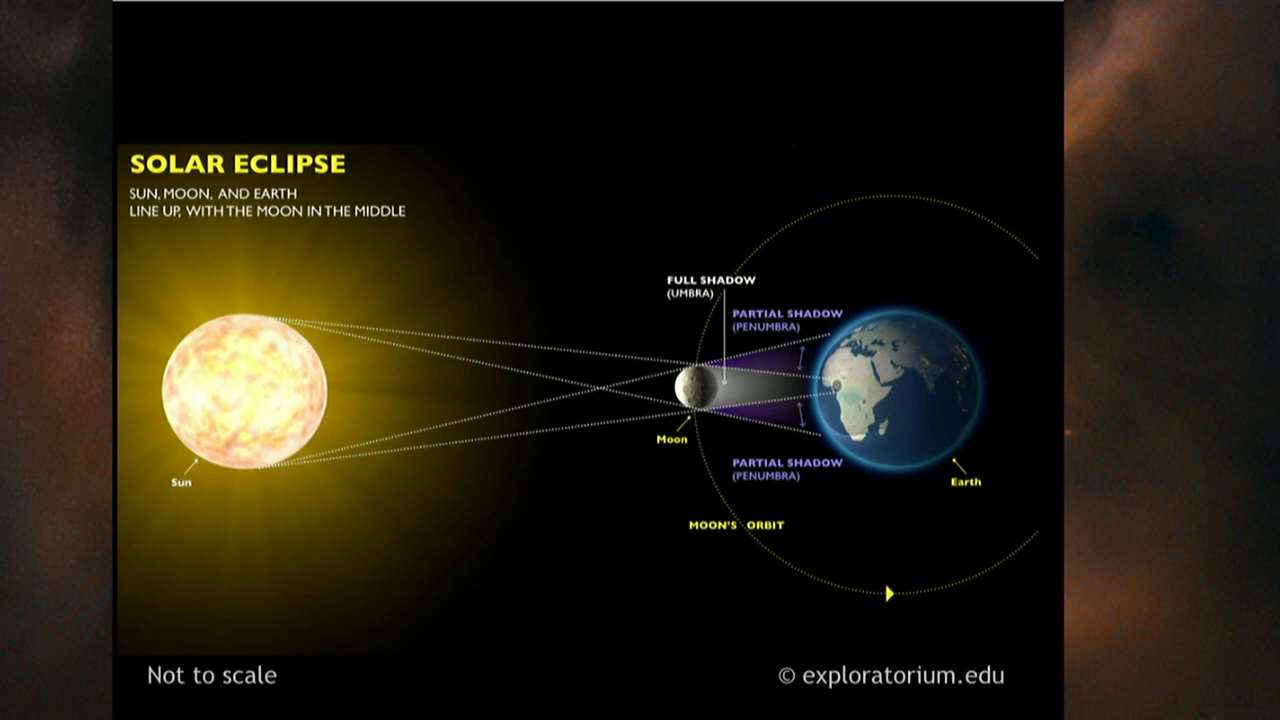 SOLAR ECLIPSE
SUN, MOON, AND EARTH
LINE UP, WITH THE MOON IN THE MIDDLE
FULL SHADOW
(UMBRA)
PARTIAL SHADOW
(PENUMBRA)
Moon
PARTIAL SHADOW
(PENUMBRA)
Sun
Earth
MOON'S ORBIT
Not to scale
© exploratorium.edu